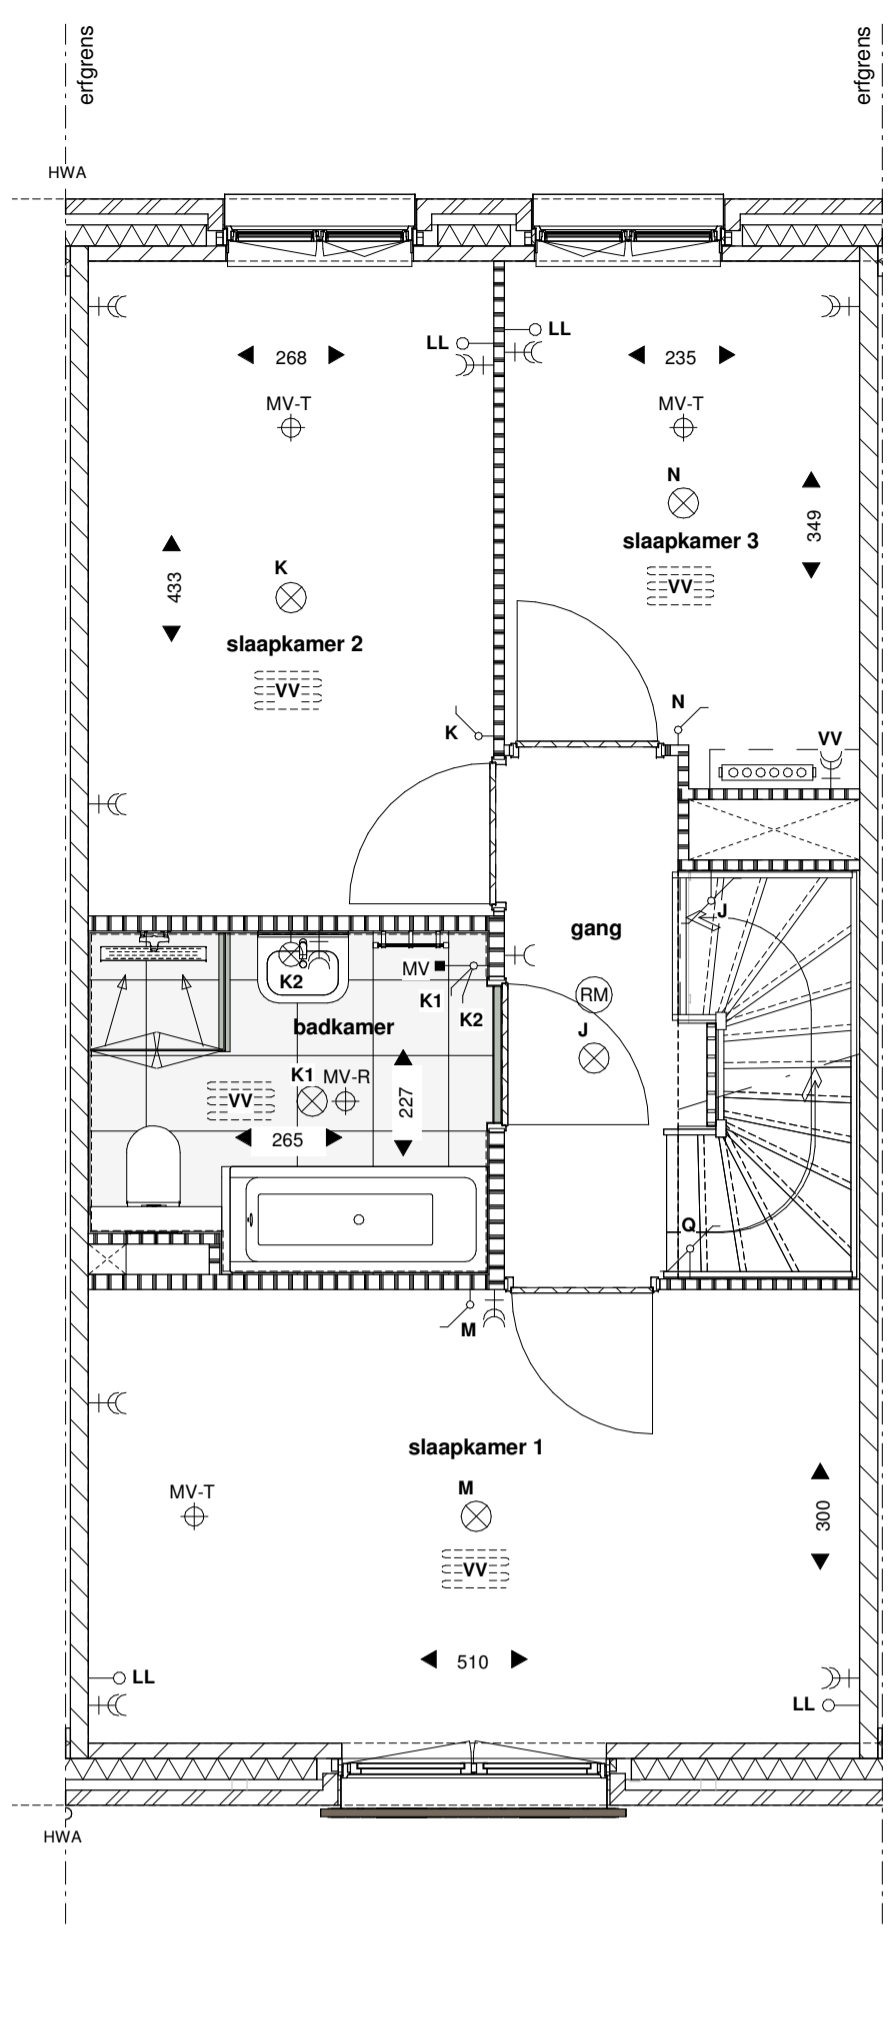 erfgrens
erfgrens
HWA
LL
LL
268
235
MV-T
MV-T
N
349
slaapkamer 3
K
433
VV
slaapkamer 2
VV
N
K
VV
J
gang
MV
K2
K1
RM
K2
badkamer
J
K1
MV-R
VV
227
265
Q
M
slaapkamer 1
M
MV-T
300
VV
510
LL
LL
HWA